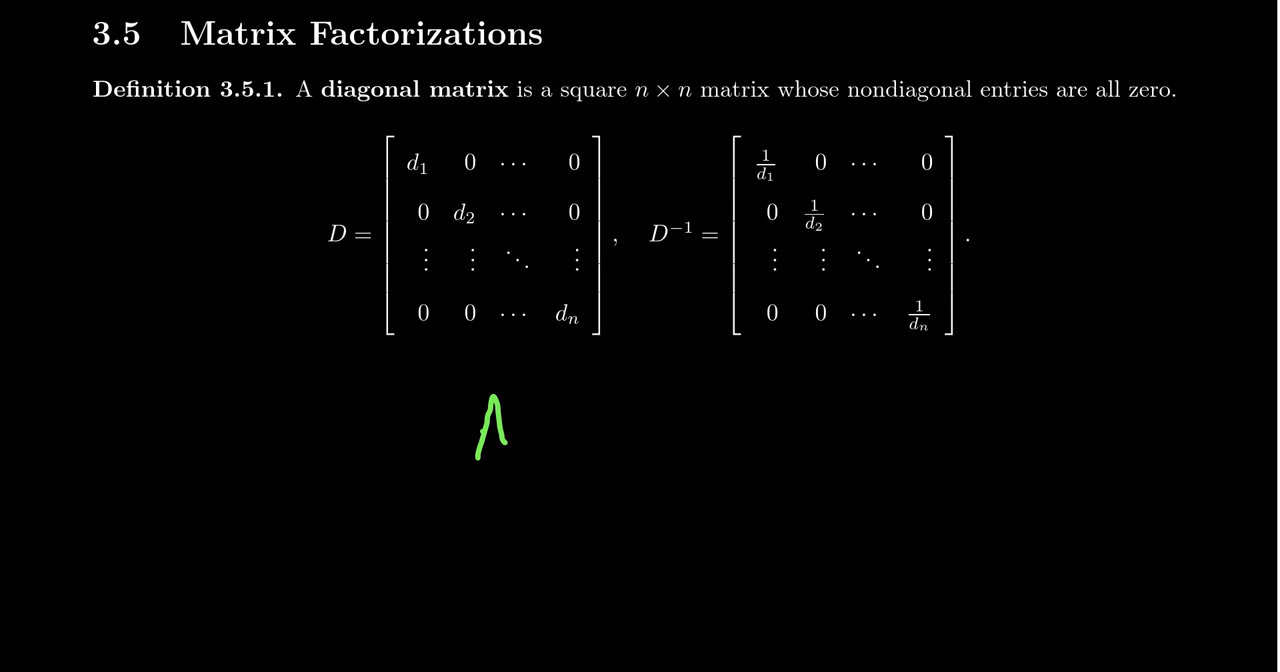 3.5 Matrix Factorizations
Definition 3.5.1. A diagonal matrix is a square n × n matrix whose nondiagonal entries are all zero.
D = [ d₁ 0 ⋯ 0 ; 0 d₂ ⋯ 0 ; ⋮ ⋮ ⋱ ⋮ ; 0 0 ⋯ dₙ ], D⁻¹ = [ 1/d₁ 0 ⋯ 0 ; 0 1/d₂ ⋯ 0 ; ⋮ ⋮ ⋱ ⋮ ; 0 0 ⋯ 1/dₙ ].